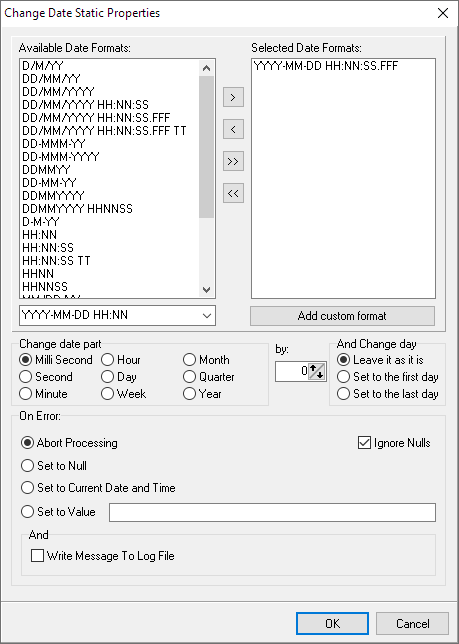 Change Date Static Properties
Available Date Formats:
Selected Date Formats:
D/M/YY
DD/MM/YY
DD/MM/YYYY
DD/MM/YYYY HH:NN:SS
DD/MM/YYYY HH:NN:SS.FFF
DD/MM/YYYY HH:NN:SS.FFF TT
DD-MMM-YY
DD-MMM-YYYY
DDMMYY
DD-MM-YY
DDMMYYYY
DDMMYYYY HHNNSS
D-M-YY
HH:NN
HH:NN:SS
HH:NN:SS TT
HHNN
HHNNSS
MM/DD/YY
>
<
>>
<<
YYYY-MM-DD HH:NN:SS.FFF
YYYY-MM-DD HH:NN
Add custom format
Change date part
Milli Second
Hour
Month
Second
Day
Quarter
Minute
Week
Year
by:
0
And Change day
Leave it as it is
Set to the first day
Set to the last day
On Error:
Abort Processing
Ignore Nulls
Set to Null
Set to Current Date and Time
Set to Value
And
Write Message To Log File
OK
Cancel